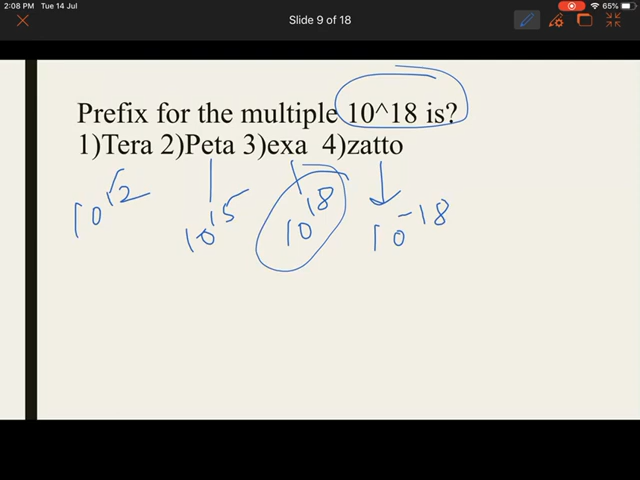 2:08 PM Tue 14 Jul 65%
Slide 9 of 18
Prefix for the multiple 10^18 is?
1)Tera 2)Peta 3)exa 4)zatto
10^12 10^15 10^18 10^-18